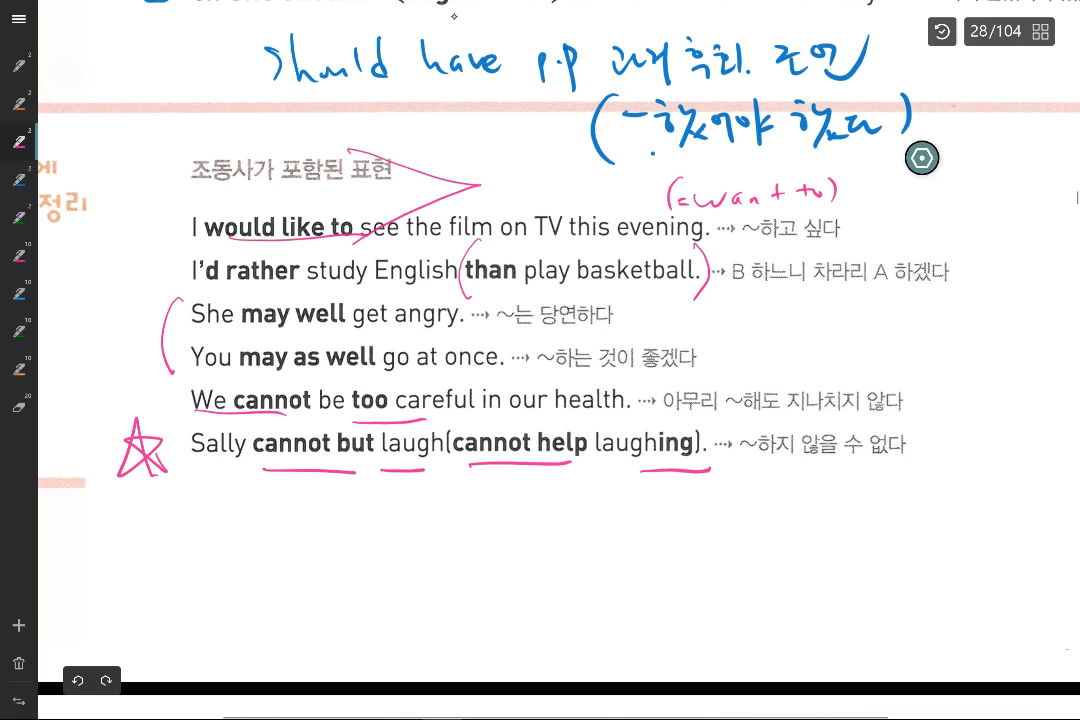 28/104
should have p.p 과거 후회. 조언
(~했어야 했다)
에
정리
조동사가 포함된 표현
(=want to)
I would like to see the film on TV this evening. ⋯→ ~하고 싶다
I'd rather study English (than play basketball.) ⋯→ B 하느니 차라리 A 하겠다
She may well get angry. ⋯→ ~는 당연하다
You may as well go at once. ⋯→ ~하는 것이 좋겠다
We cannot be too careful in our health. ⋯→ 아무리 ~해도 지나치지 않다
Sally cannot but laugh(cannot help laughing). ⋯→ ~하지 않을 수 없다